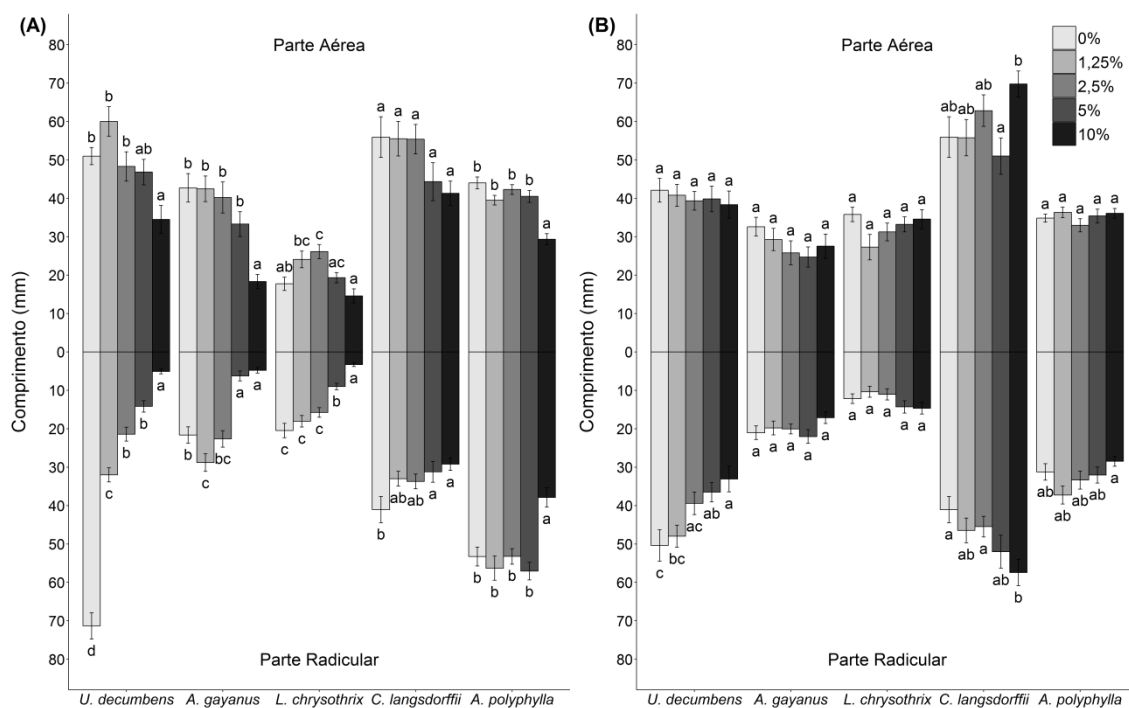 (A)
Parte Aérea
Comprimento (mm)
80
70
60
50
40
30
20
10
0
10
20
30
40
50
60
70
80
b b b ab a
b b b b a
ab bc c ac a
a a a a a
b b b b a
d c b b a
b c bc a a
c c c b a
b ab ab a a
b b b b a
Parte Radicular
U. decumbens A. gayanus L. chrysothrix C. langsdorffii A. polyphylla
(B)
Parte Aérea
0%
1,25%
2,5%
5%
10%
Comprimento (mm)
80
70
60
50
40
30
20
10
0
10
20
30
40
50
60
70
80
a a a a a
a a a a a
a a a a a
ab ab ab a b
a a a a a
c bc ac ab a
a a a a a
a a a a a
a ab ab ab b
ab ab ab ab a
Parte Radicular
U. decumbens A. gayanus L. chrysothrix C. langsdorffii A. polyphylla